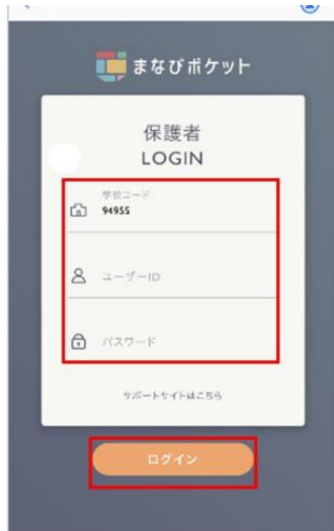 まなびポケット
保護者
LOGIN
学校コード
94955
ユーザーID
パスワード
サポートサイトはこちら
ログイン